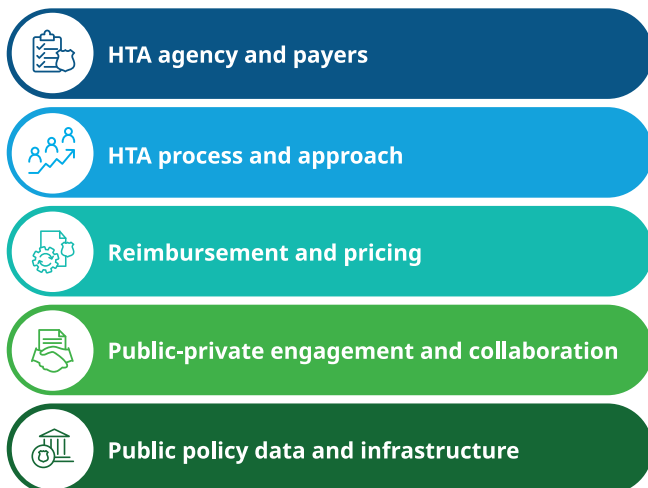 HTA agency and payers
HTA process and approach
Reimbursement and pricing
Public-private engagement and collaboration
Public policy data and infrastructure